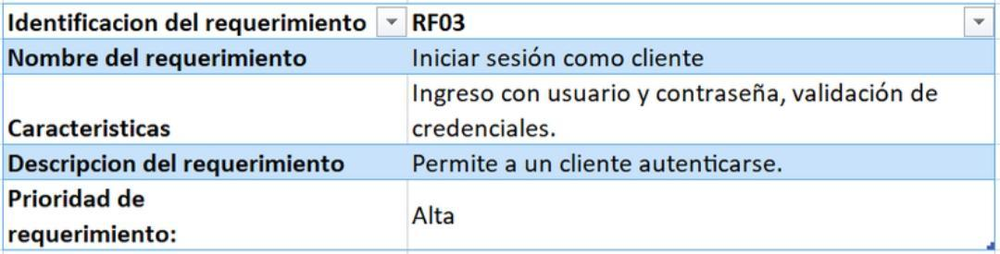 Identificacion del requerimiento RF03
Nombre del requerimiento Iniciar sesión como cliente
Caracteristicas Ingreso con usuario y contraseña, validación de
credenciales.
Descripcion del requerimiento Permite a un cliente autenticarse.
Prioridad de
requerimiento: Alta